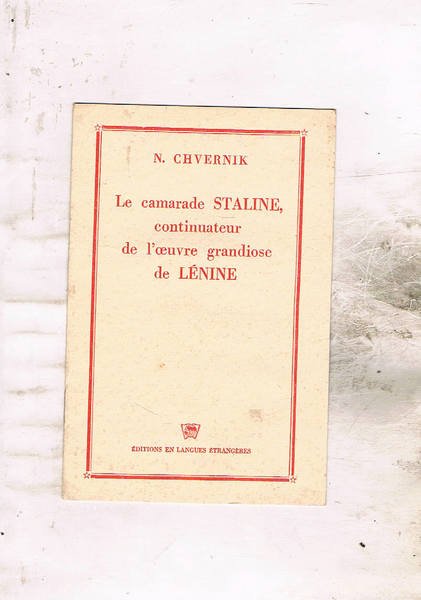 N. CHVERNIK
Le camarade STALINE,
continuateur
de l'œuvre grandiose
de LÉNINE
ÉDITIONS EN LANGUES ÉTRANGÈRES